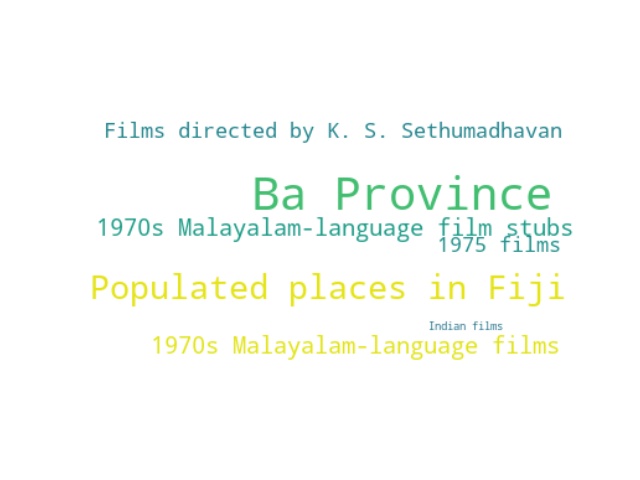 Films directed by K. S. Sethumadhavan
Ba Province
1970s Malayalam-language film stubs
1975 films
Populated places in Fiji
Indian films
1970s Malayalam-language films